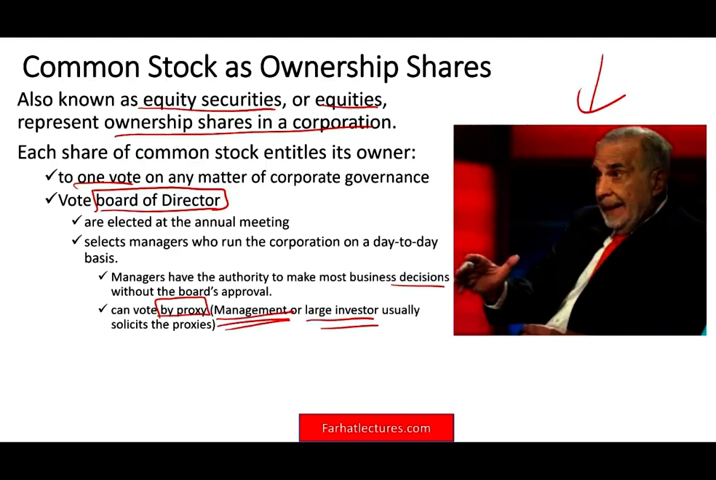 Common Stock as Ownership Shares
Also known as equity securities, or equities,
represent ownership shares in a corporation.
Each share of common stock entitles its owner:
✓to one vote on any matter of corporate governance
✓Vote board of Director
✓are elected at the annual meeting
✓selects managers who run the corporation on a day-to-day
basis.
✓Managers have the authority to make most business decisions
without the board's approval.
✓can vote by proxy (Management or large investor usually
solicits the proxies)
Farhatlectures.com